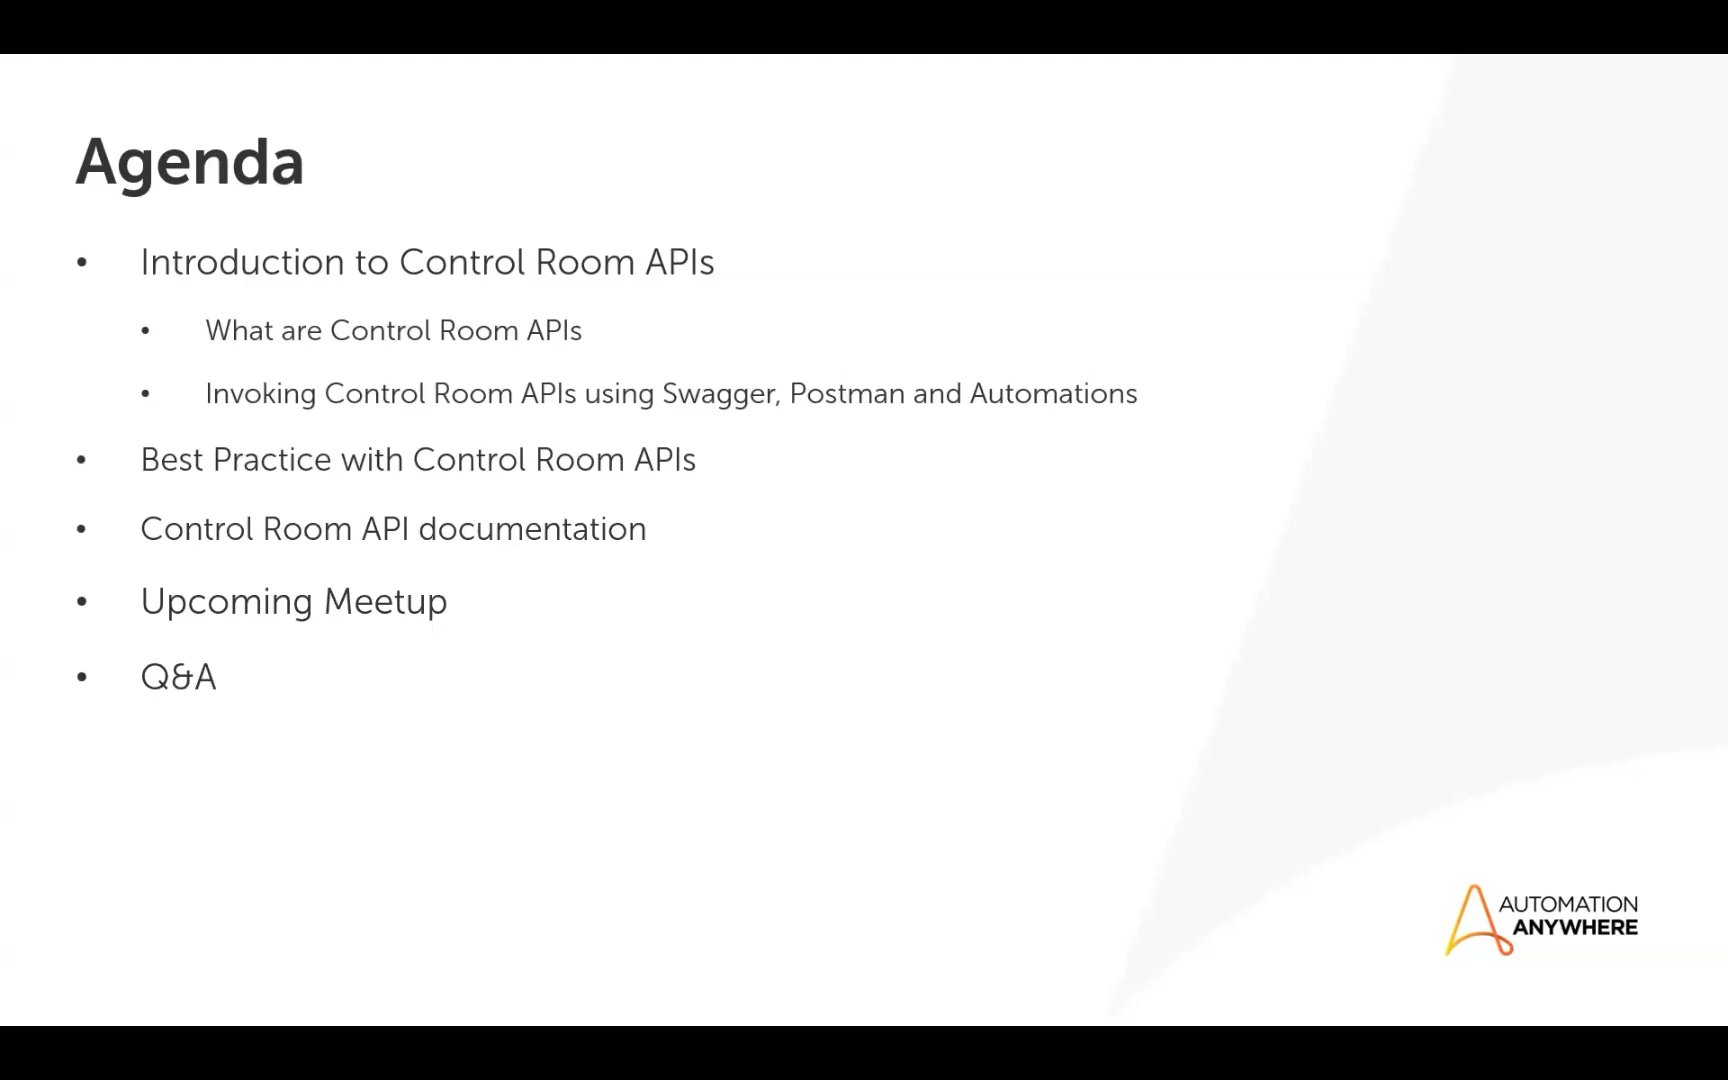 Agenda
• Introduction to Control Room APIs
• What are Control Room APIs
• Invoking Control Room APIs using Swagger, Postman and Automations
• Best Practice with Control Room APIs
• Control Room API documentation
• Upcoming Meetup
• Q&A
AUTOMATION
ANYWHERE